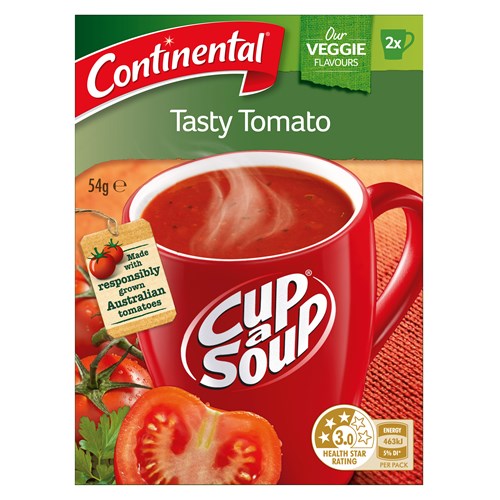 Continental®
Our
VEGGIE
FLAVOURS
2x
Tasty Tomato
54g ℮
Made
with
responsibly
grown
Australian
tomatoes
CUP
a
SOUP®
3.0
HEALTH STAR
RATING
ENERGY
463kJ
5% DI*
PER PACK